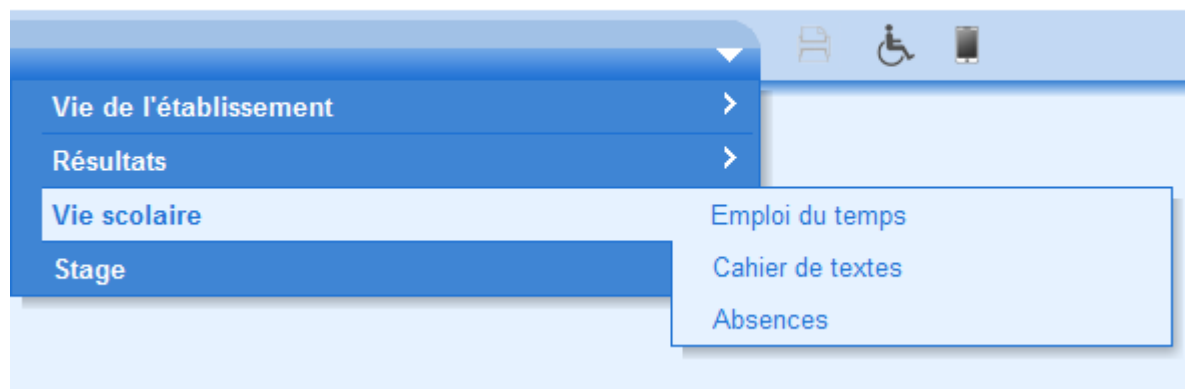 Vie de l'établissement
Résultats
Vie scolaire
Stage
Emploi du temps
Cahier de textes
Absences